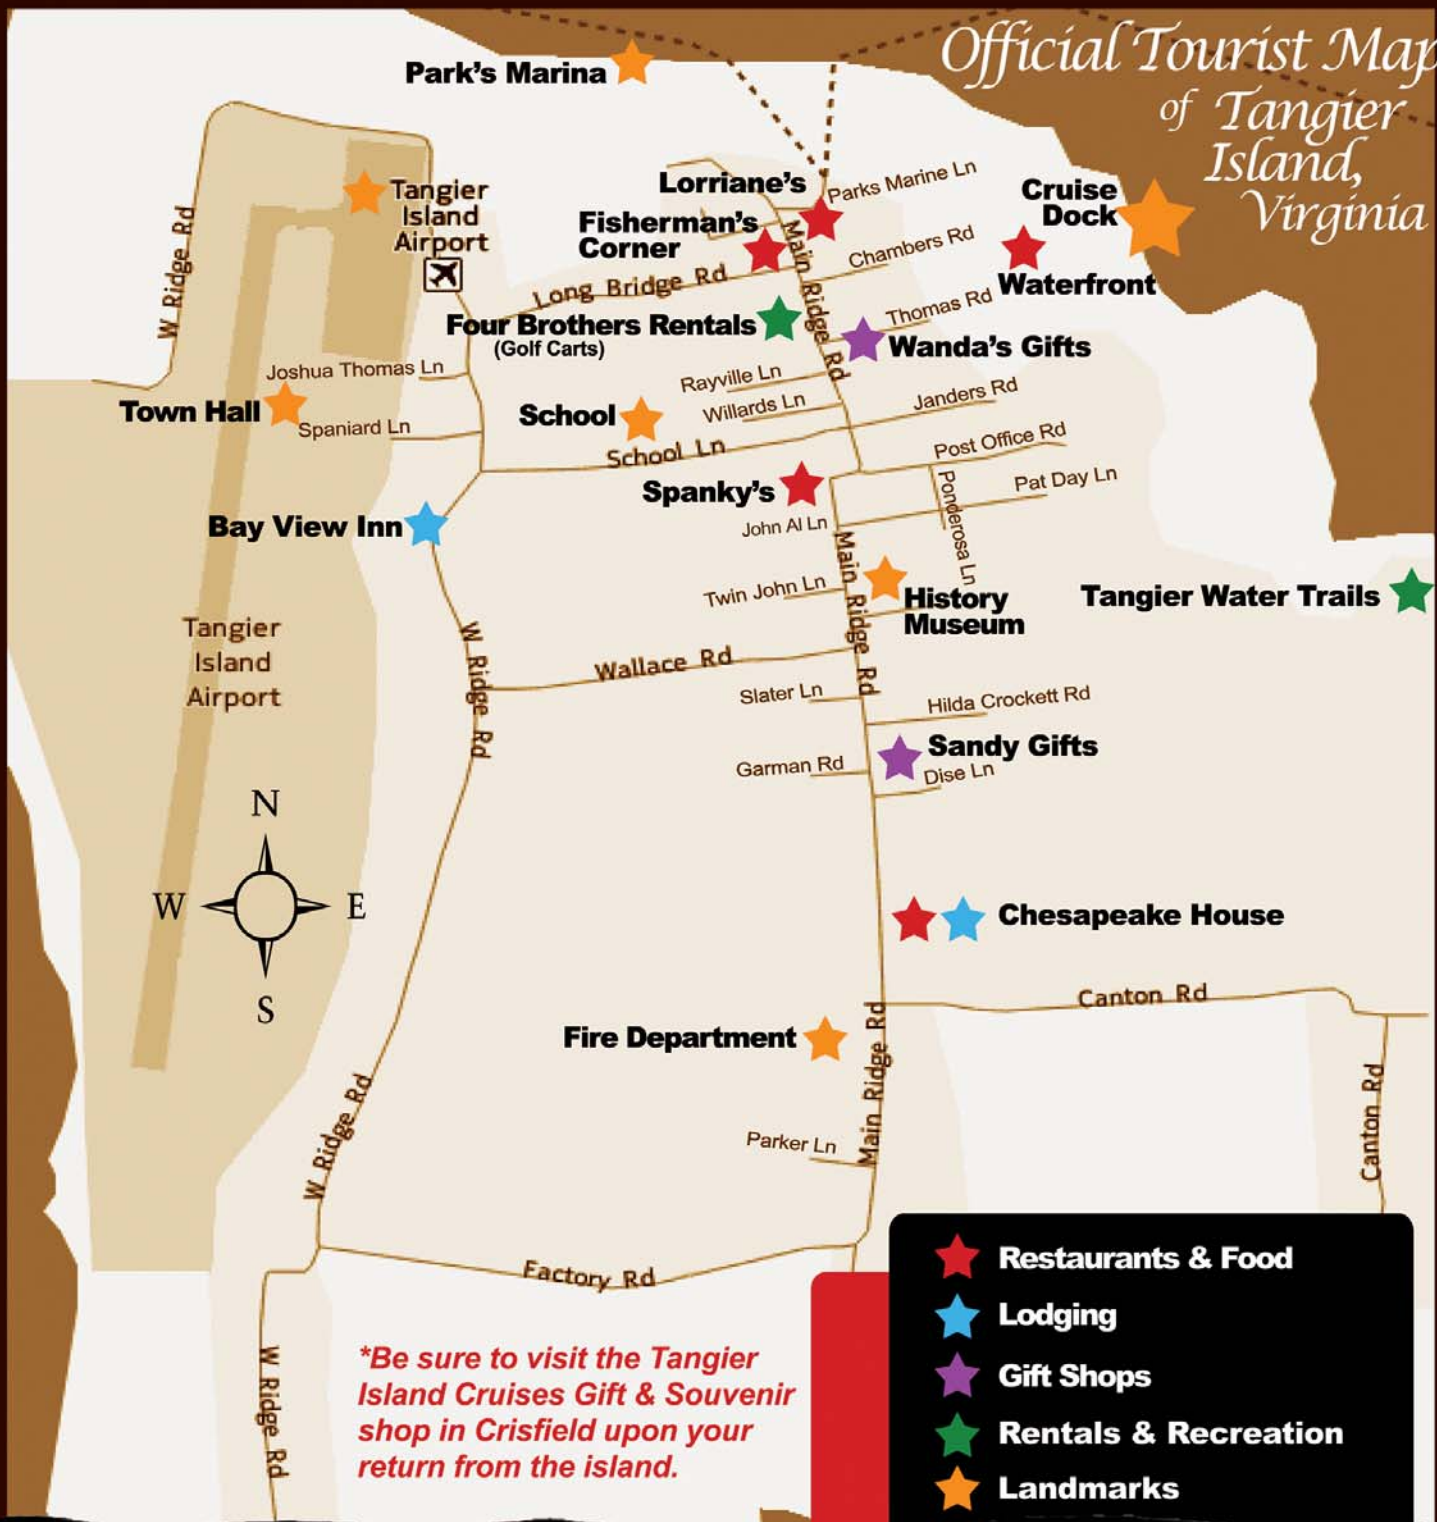 Official Tourist Map
of Tangier
Island,
Virginia
Park's Marina
W Ridge Rd
Tangier
Island
Airport
Lorriane's
Parks Marine Ln
Fisherman's
Corner
Main Ridge Rd
Cruise
Dock
Chambers Rd
Waterfront
Long Bridge Rd
Four Brothers Rentals
(Golf Carts)
Thomas Rd
Wanda's Gifts
Joshua Thomas Ln
Town Hall
Spaniard Ln
Rayville Ln
Willards Ln
Janders Rd
School
School Ln
Post Office Rd
Spanky's
Ponderosa Ln
Pat Day Ln
Bay View Inn
John Al Ln
Main Ridge Rd
Twin John Ln
History
Museum
Tangier Water Trails
Tangier
Island
Airport
W Ridge Rd
Wallace Rd
Slater Ln
Hilda Crockett Rd
Sandy Gifts
Garman Rd
Dise Ln
N
W
E
S
Chesapeake House
Canton Rd
Fire Department
Main Ridge Rd
Canton Rd
W Ridge Rd
Parker Ln
Factory Rd
W Ridge Rd
*Be sure to visit the Tangier
Island Cruises Gift & Souvenir
shop in Crisfield upon your
return from the island.
Restaurants & Food
Lodging
Gift Shops
Rentals & Recreation
Landmarks